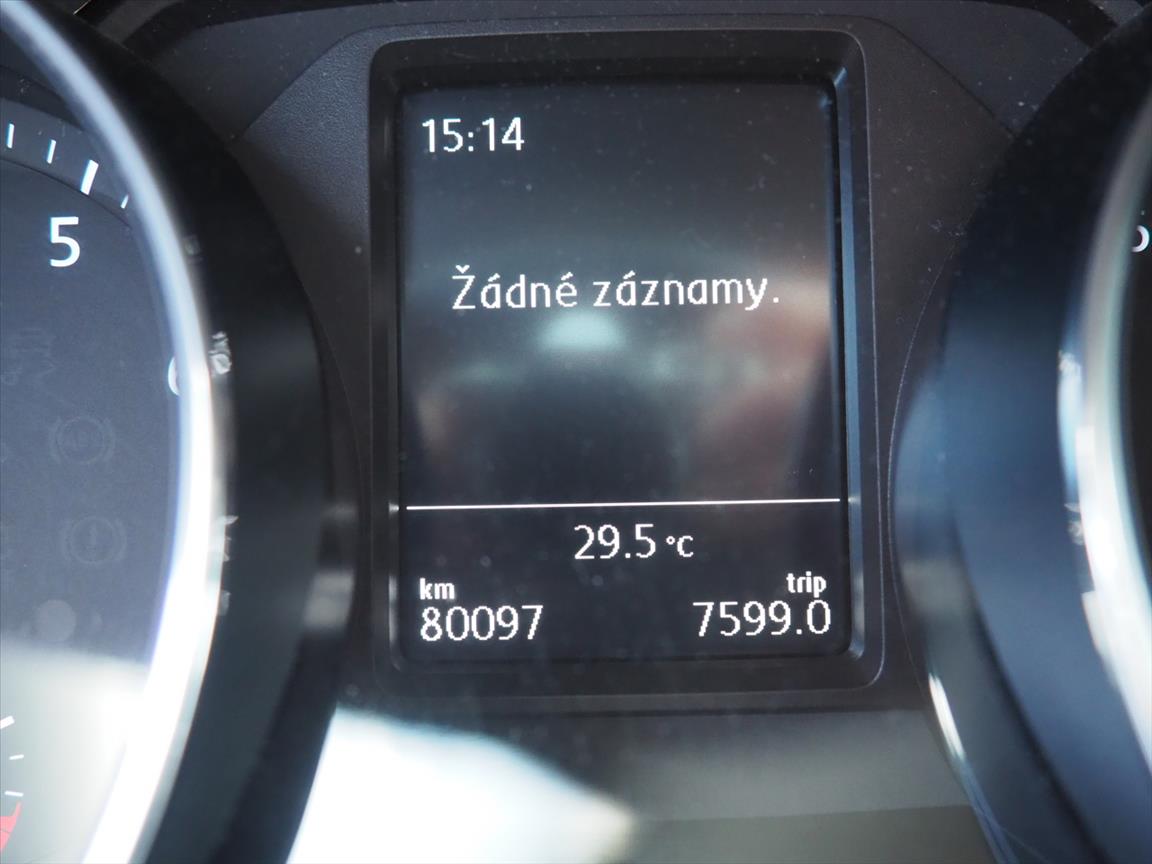 15:14
5
Žádné záznamy.
29.5 °C
km
trip
80097
7599.0